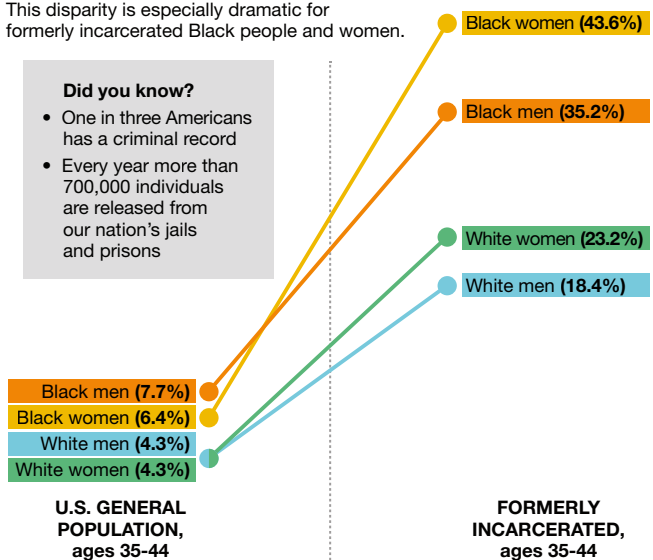 This disparity is especially dramatic for
formerly incarcerated Black people and women.
Did you know?
• One in three Americans
has a criminal record
• Every year more than
700,000 individuals
are released from
our nation’s jails
and prisons
Black women (43.6%)
Black men (35.2%)
White women (23.2%)
White men (18.4%)
Black men (7.7%)
Black women (6.4%)
White men (4.3%)
White women (4.3%)
U.S. GENERAL
POPULATION,
ages 35-44
FORMERLY
INCARCERATED,
ages 35-44